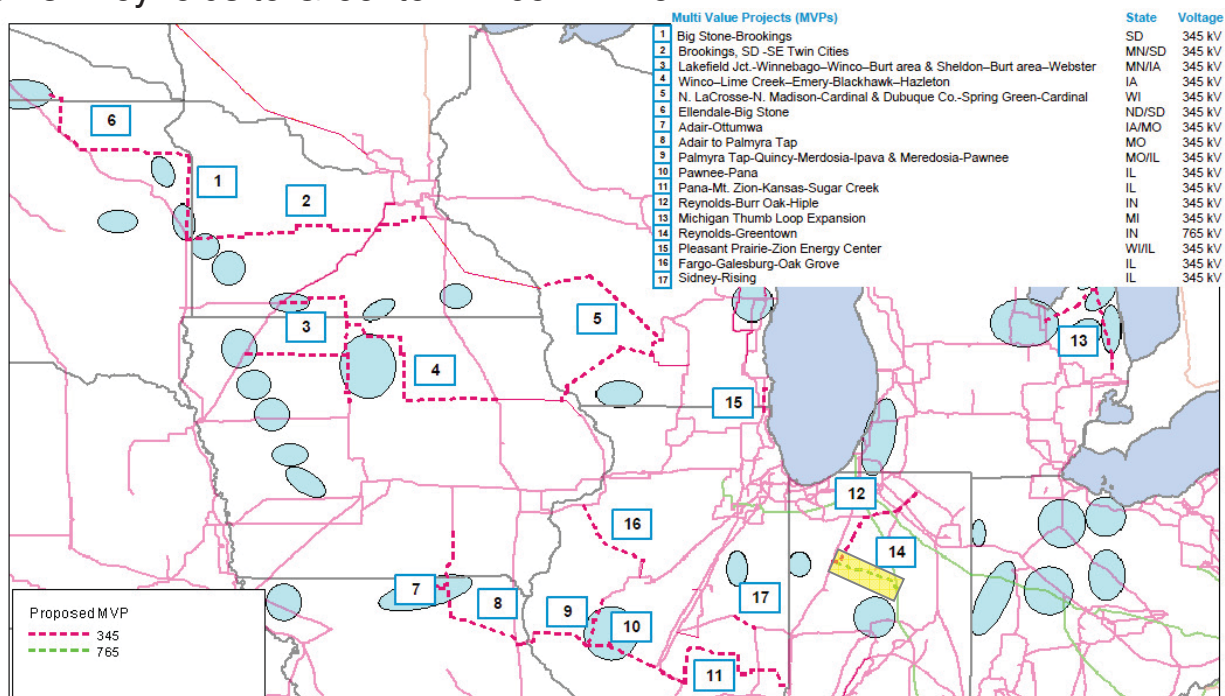 Multi Value Projects (MVPs) State Voltage
1 Big Stone-Brookings SD 345 kV
2 Brookings, SD -SE Twin Cities MN/SD 345 kV
3 Lakefield Jct.-Winnebago–Winco–Burt area & Sheldon–Burt area–Webster MN/IA 345 kV
4 Winco–Lime Creek–Emery-Blackhawk–Hazleton IA 345 kV
5 N. LaCrosse-N. Madison-Cardinal & Dubuque Co.-Spring Green-Cardinal WI 345 kV
6 Ellendale-Big Stone ND/SD 345 kV
7 Adair-Ottumwa IA/MO 345 kV
8 Adair to Palmyra Tap MO 345 kV
9 Palmyra Tap-Quincy-Merdosia-Ipava & Meredosia-Pawnee MO/IL 345 kV
10 Pawnee-Pana IL 345 kV
11 Pana-Mt. Zion-Kansas-Sugar Creek IL 345 kV
12 Reynolds-Burr Oak-Hiple IN 345 kV
13 Michigan Thumb Loop Expansion MI 345 kV
14 Reynolds-Greentown IN 765 kV
15 Pleasant Prairie-Zion Energy Center WI/IL 345 kV
16 Fargo-Galesburg-Oak Grove IL 345 kV
17 Sidney-Rising IL 345 kV
6
1
2
3
5
4
13
15
12
16
14
7
8
9
10
17
11
Proposed MVP
345
765